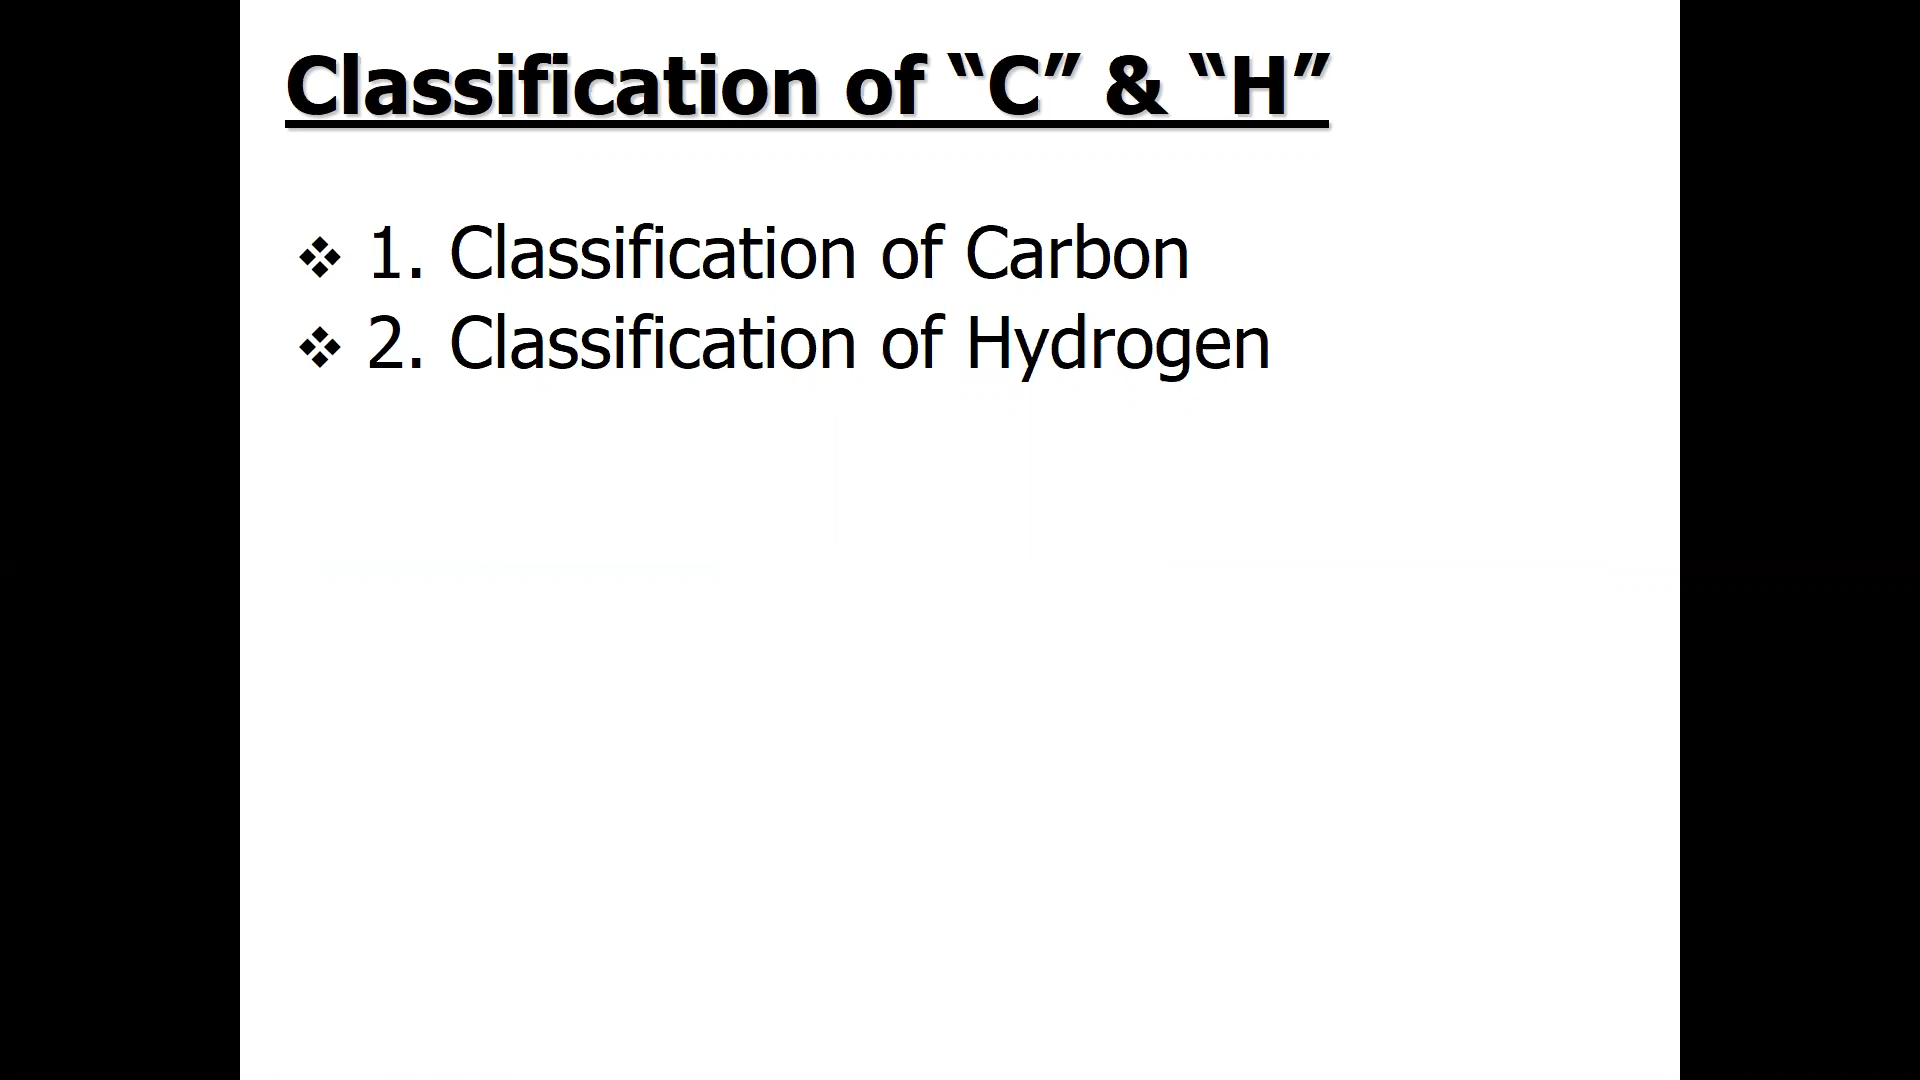 Classification of “C” & “H”
❖ 1. Classification of Carbon
❖ 2. Classification of Hydrogen